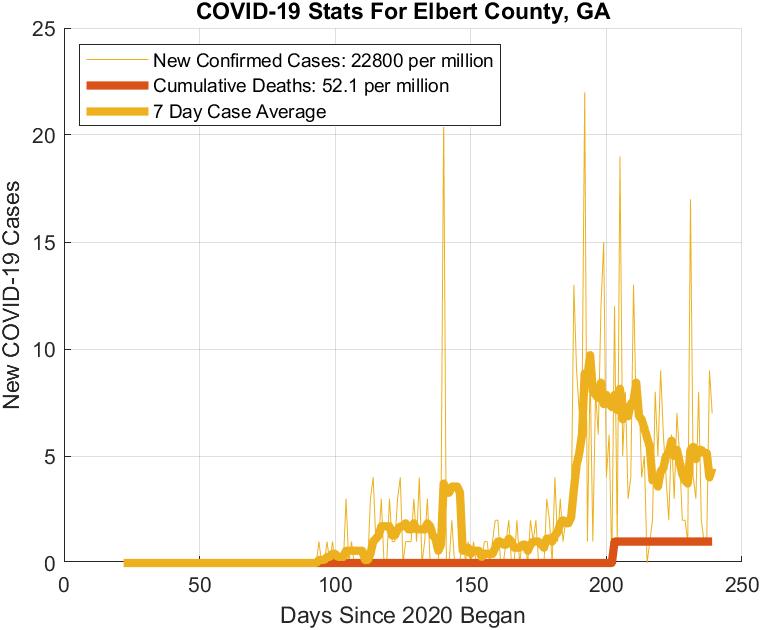 COVID-19 Stats For Elbert County, GA
New Confirmed Cases: 22800 per million
Cumulative Deaths: 52.1 per million
7 Day Case Average
New COVID-19 Cases
25
20
15
10
5
0
0 50 100 150 200 250
Days Since 2020 Began